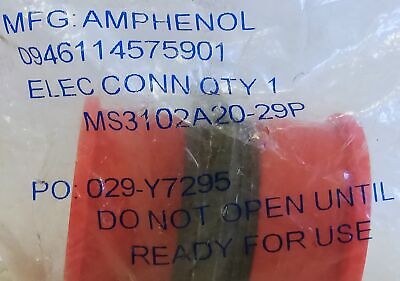 MFG: AMPHENOL
0946114575901
ELEC CONN QTY 1
MS3102A20-29P
PO: 029-Y7295
DO NOT OPEN UNTIL
READY FOR USE